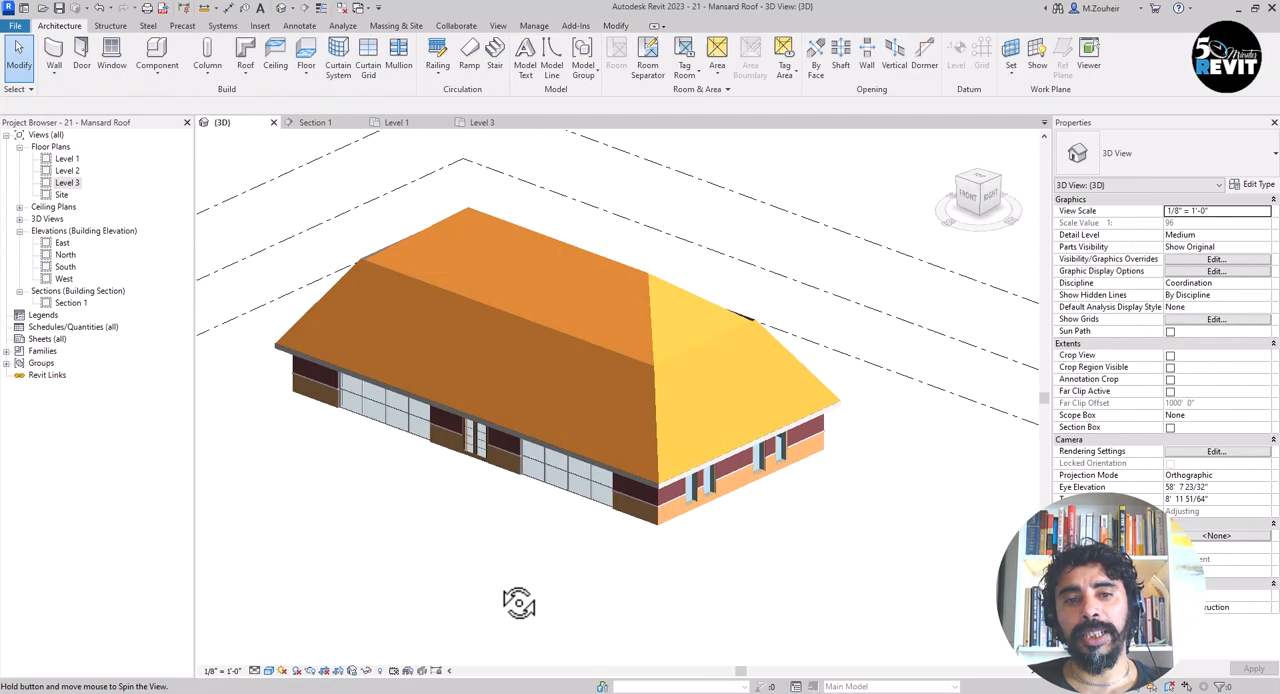 Autodesk Revit 2023 - 21 - Mansard Roof - 3D View: {3D}
M.Zouheir
File Architecture Structure Steel Precast Systems Insert Annotate Analyze Massing & Site Collaborate View Manage Add-Ins Modify
Modify Wall Door Window Component Column Roof Ceiling Floor Curtain System Curtain Grid Mullion Railing Ramp Stair Model Text Model Line Model Group Room Room Separator Tag Room Area Area Boundary Tag Area By Face Shaft Wall Vertical Dormer Level Grid Set Show Ref Plane Viewer
Select Build Circulation Model Room & Area Opening Datum Work Plane
5 Minutes
REVIT
Project Browser - 21 - Mansard Roof
{3D} Section 1 Level 1 Level 3
Properties
Views (all)
Floor Plans
Level 1
Level 2
Level 3
Site
Ceiling Plans
3D Views
Elevations (Building Elevation)
East
North
South
West
Sections (Building Section)
Section 1
Legends
Schedules/Quantities (all)
Sheets (all)
Families
Groups
Revit Links
TOP
FRONT
RIGHT
3D View
3D View: {3D} Edit Type
Graphics
View Scale 1/8" = 1'-0"
Scale Value 1: 96
Detail Level Medium
Parts Visibility Show Original
Visibility/Graphics Overrides Edit...
Graphic Display Options Edit...
Discipline Coordination
Show Hidden Lines By Discipline
Default Analysis Display Style None
Show Grids Edit...
Sun Path
Extents
Crop View
Crop Region Visible
Annotation Crop
Far Clip Active
Far Clip Offset 1000' 0"
Scope Box None
Section Box
Camera
Rendering Settings Edit...
Locked Orientation
Projection Mode Orthographic
Eye Elevation 58' 7 23/32"
8' 11 51/64"
Adjusting
<None>
Apply
1/8" = 1'-0"
Hold button and move mouse to Spin the View.
:0
Main Model
:0